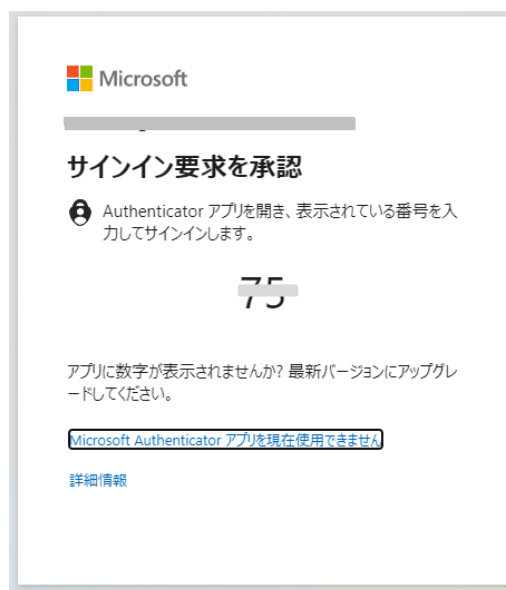 Microsoft
サインイン要求を承認
Authenticator アプリを開き、表示されている番号を入
力してサインインします。
75
アプリに数字が表示されませんか? 最新バージョンにアップグレ
ードしてください。
Microsoft Authenticator アプリを現在使用できません
詳細情報